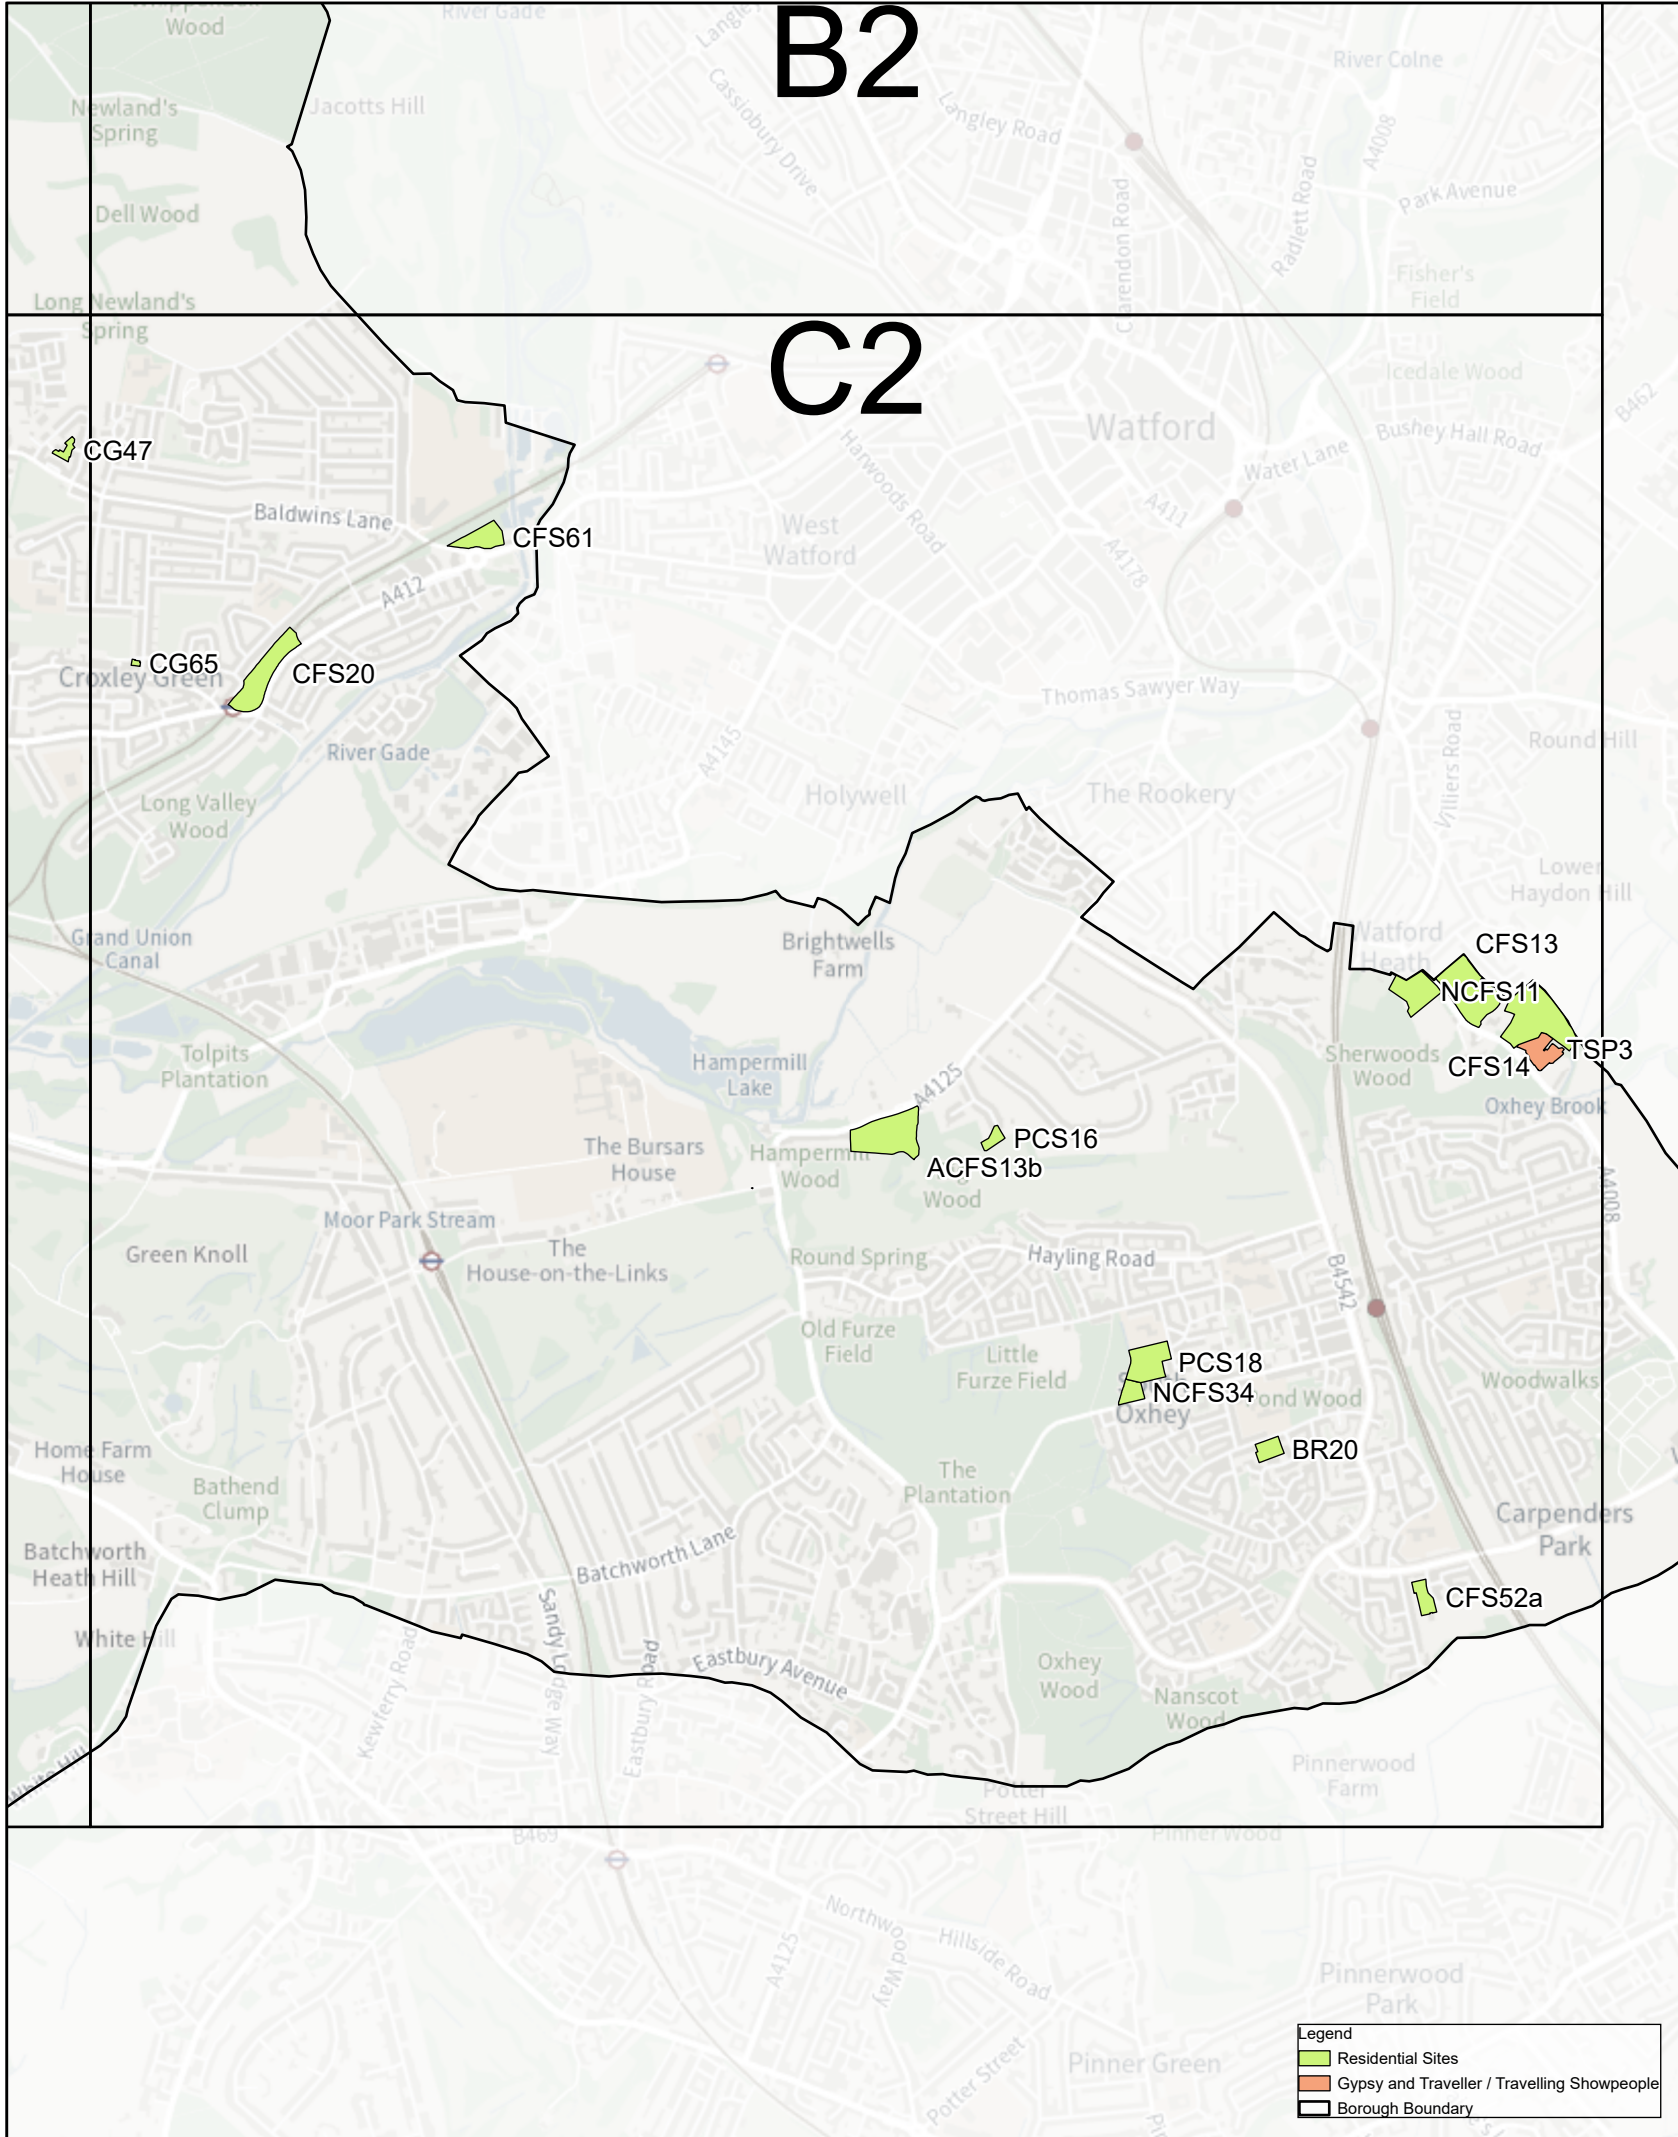 Wood
River Gade
B2
River Colne
Newland's
Spring
Jacotts Hill
Cassiobury Drive
Langley Road
A4008
Clarendon Road
Radlett Road
Park Avenue
Dell Wood
Fisher's
Field
Long Newland's
Spring
C2
Icedale Wood
B462
Watford
Bushey Hall Road
Harwoods Road
Water Lane
CG47
Baldwins Lane
A411
West
Watford
CFS61
A4178
A412
CG65
Croxley Green
CFS20
Thomas Sawyer Way
River Gade
A4145
Villiers Road
Round Hill
Long Valley
Wood
Holywell
The Rookery
Lower
Haydon Hill
Grand Union
Canal
Brightwells
Farm
Watford
Heath
CFS13
NCFS11
Tolpits
Plantation
Hampermill
Lake
A4125
Sherwoods
Wood
CFS14
TSP3
Oxhey Brook
The Bursars
House
Hampermill
Wood
PCS16
ACFS13b
Wood
A4008
Moor Park Stream
Green Knoll
The
House-on-the-Links
Round Spring
Hayling Road
B4542
Old Furze
Field
Little
Furze Field
PCS18
NCFS34
Oxhey
Pond Wood
Woodwalks
Home Farm
House
Bathend
Clump
BR20
The
Plantation
Carpenders
Park
Batchworth
Heath Hill
Batchworth Lane
CFS52a
White Hill
Kewferry Road
Sandy Lodge Way
Eastbury Road
Eastbury Avenue
Oxhey
Wood
Nanscot
Wood
White Hill
Pinnerwood
Farm
Potter
Street Hill
B469
Pinner Wood
Northwood Way
A4125
Hillside Road
Pinnerwood
Park
Potter Street
Pinner Green
Legend
Residential Sites
Gypsy and Traveller / Travelling Showpeople
Borough Boundary